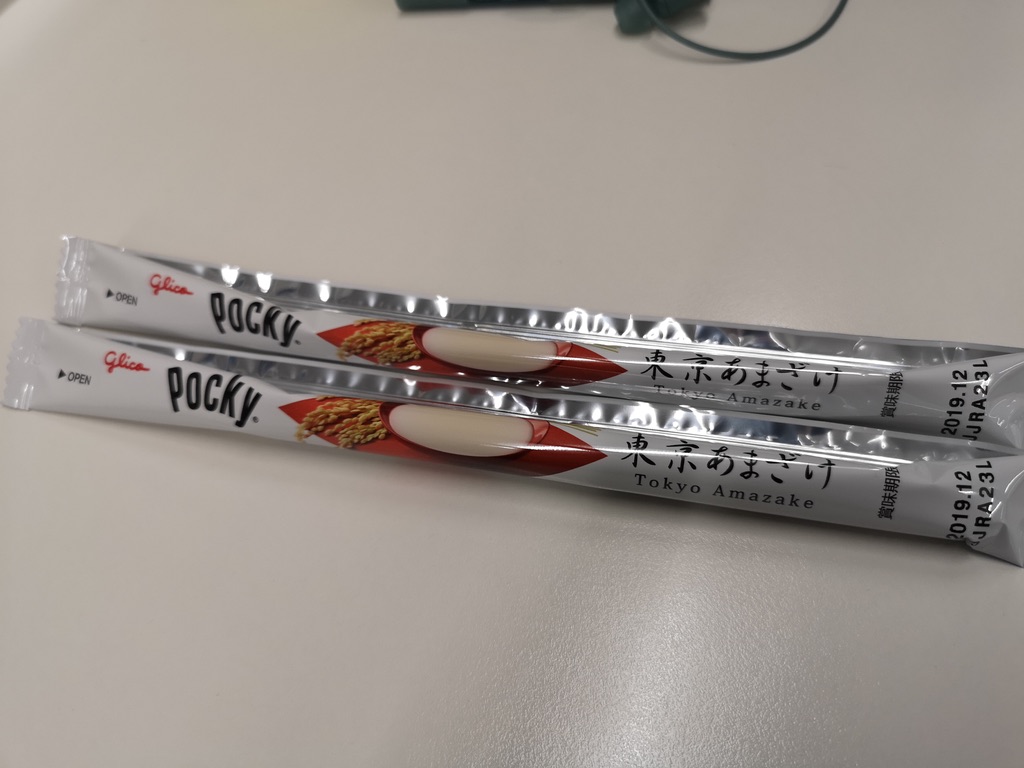 ▶OPEN
Glico
POCKY
東京あまざけ
Tokyo Amazake
賞味期限
2019.12
JRA23L
▶OPEN
Glico
POCKY®
東京あまざけ
Tokyo Amazake
賞味期限
2019.12
JRA23L